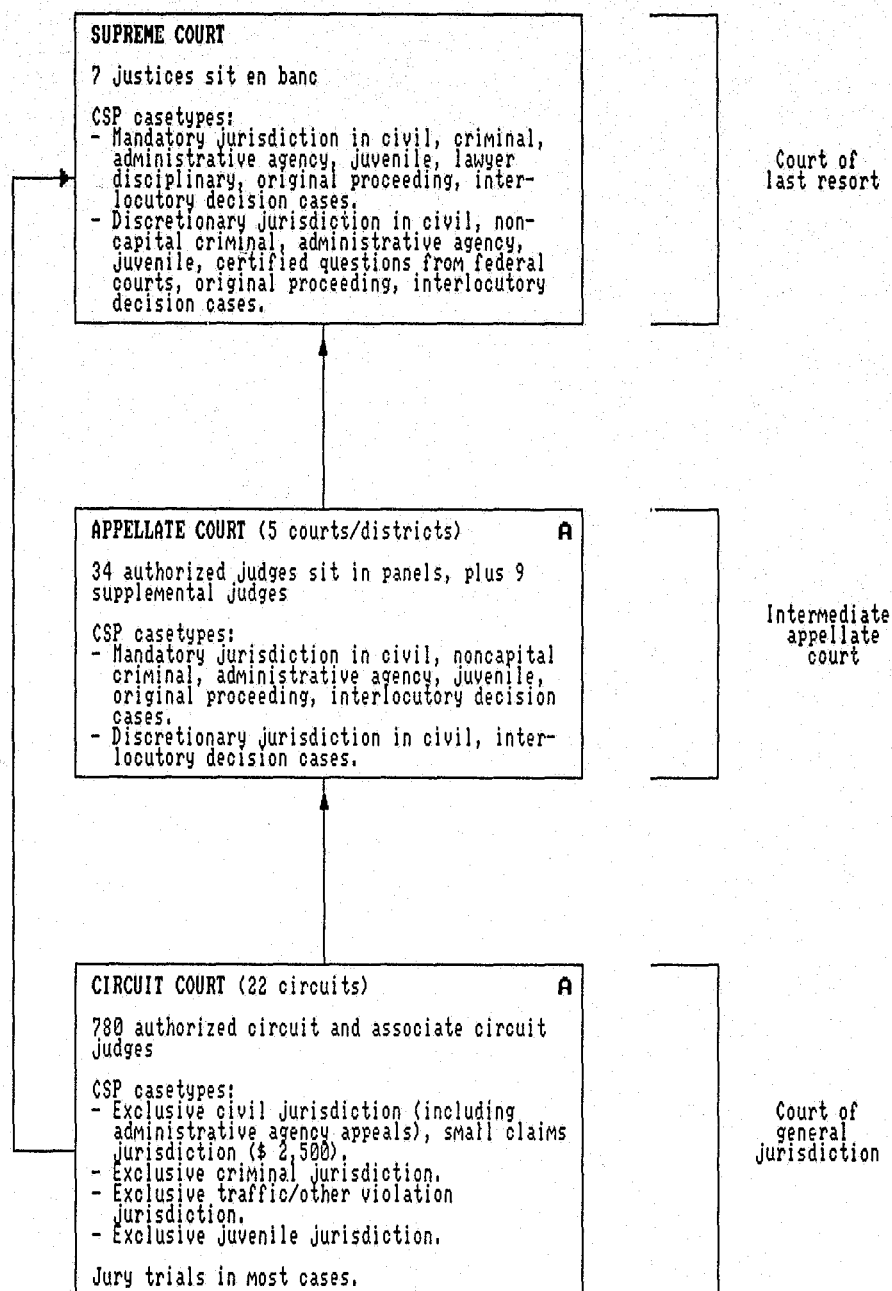 SUPREME COURT
7 justices sit en banc
CSP casetypes:
- Mandatory jurisdiction in civil, criminal,
administrative agency, juvenile, lawyer
disciplinary, original proceeding, inter-
locutory decision cases.
- Discretionary jurisdiction in civil, non-
capital criminal, administrative agency,
juvenile, certified questions from federal
courts, original proceeding, interlocutory
decision cases.
Court of
last resort
APPELLATE COURT (5 courts/districts) A
34 authorized judges sit in panels, plus 9
supplemental judges
CSP casetypes:
- Mandatory jurisdiction in civil, noncapital
criminal, administrative agency, juvenile,
original proceeding, interlocutory decision
cases.
- Discretionary jurisdiction in civil, inter-
locutory decision cases.
Intermediate
appellate
court
CIRCUIT COURT (22 circuits) A
780 authorized circuit and associate circuit
judges
CSP casetypes:
- Exclusive civil jurisdiction (including
administrative agency appeals), small claims
jurisdiction ($ 2,500).
- Exclusive criminal jurisdiction.
- Exclusive traffic/other violation
jurisdiction.
- Exclusive juvenile jurisdiction.
Jury trials in most cases.
Court of
general
jurisdiction